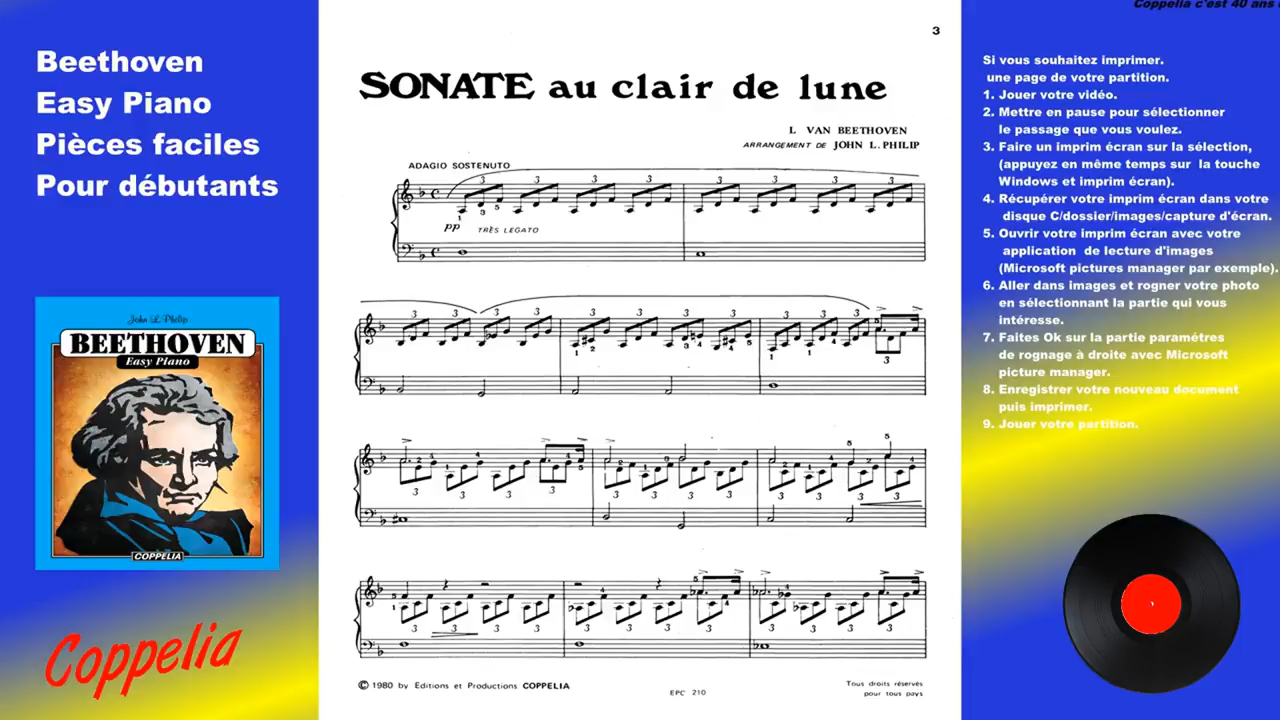 Coppelia c'est 40 ans
Beethoven
Easy Piano
Pièces faciles
Pour débutants
John L. Philip
BEETHOVEN
Easy Piano
COPPELIA
Coppelia
3
SONATE au clair de lune
L VAN BEETHOVEN
ARRANGEMENT DE JOHN L. PHILIP
ADAGIO SOSTENUTO
pp TRÈS LEGATO
© 1980 by Editions et Productions COPPELIA
EPC 210
Tous droits réservés
pour tous pays
Si vous souhaitez imprimer.
une page de votre partition.
1. Jouer votre vidéo.
2. Mettre en pause pour sélectionner
le passage que vous voulez.
3. Faire un imprim écran sur la sélection,
(appuyez en même temps sur la touche
Windows et imprim écran).
4. Récupérer votre imprim écran dans votre
disque C/dossier/images/capture d'écran.
5. Ouvrir votre imprim écran avec votre
application de lecture d'images
(Microsoft pictures manager par exemple).
6. Aller dans images et rogner votre photo
en sélectionnant la partie qui vous
intéresse.
7. Faites Ok sur la partie paramétres
de rognage à droite avec Microsoft
picture manager.
8. Enregistrer votre nouveau document
puis imprimer.
9. Jouer votre partition.